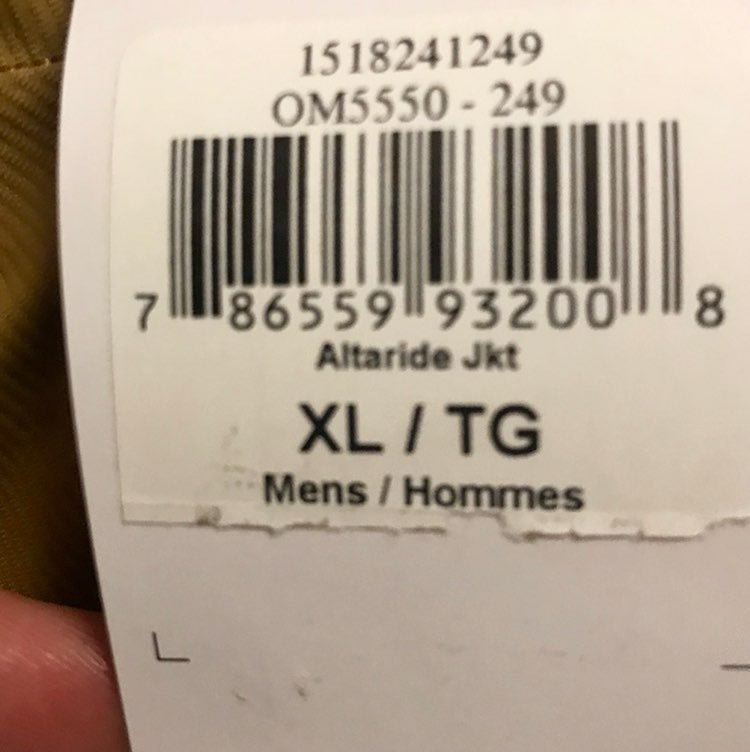 1518241249
OM5550 - 249
7 86559 93200 8
Altaride Jkt
XL / TG
Mens / Hommes